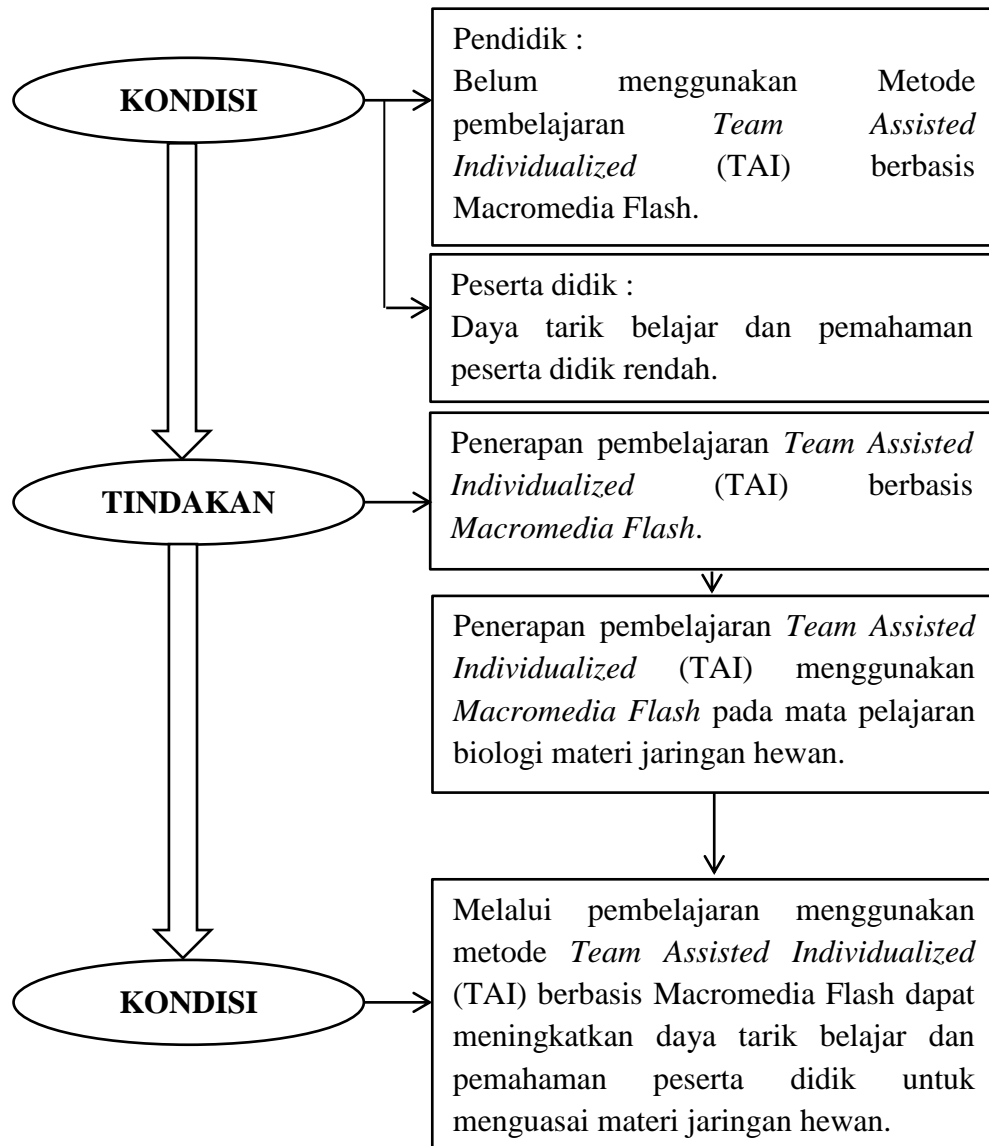 KONDISI
Pendidik :
Belum menggunakan Metode
pembelajaran Team Assisted
Individualized (TAI) berbasis
Macromedia Flash.
Peserta didik :
Daya tarik belajar dan pemahaman
peserta didik rendah.
TINDAKAN
Penerapan pembelajaran Team Assisted
Individualized (TAI) berbasis
Macromedia Flash.
Penerapan pembelajaran Team Assisted
Individualized (TAI) menggunakan
Macromedia Flash pada mata pelajaran
biologi materi jaringan hewan.
KONDISI
Melalui pembelajaran menggunakan
metode Team Assisted Individualized
(TAI) berbasis Macromedia Flash dapat
meningkatkan daya tarik belajar dan
pemahaman peserta didik untuk
menguasai materi jaringan hewan.